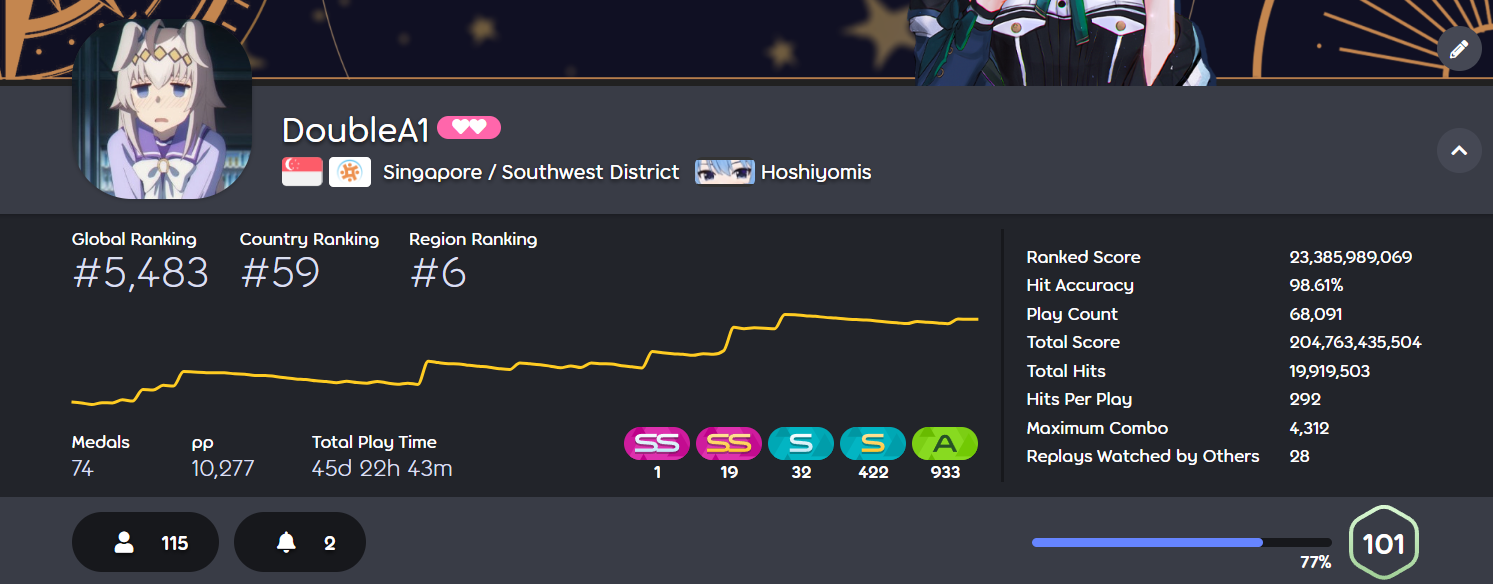 DoubleA1
Singapore / Southwest District Hoshiyomis
Global Ranking Country Ranking Region Ranking
#5,483 #59 #6
Medals pp Total Play Time
74 10,277 45d 22h 43m
SS SS S S A
1 19 32 422 933
Ranked Score 23,385,989,069
Hit Accuracy 98.61%
Play Count 68,091
Total Score 204,763,435,504
Total Hits 19,919,503
Hits Per Play 292
Maximum Combo 4,312
Replays Watched by Others 28
115 2
77%
101